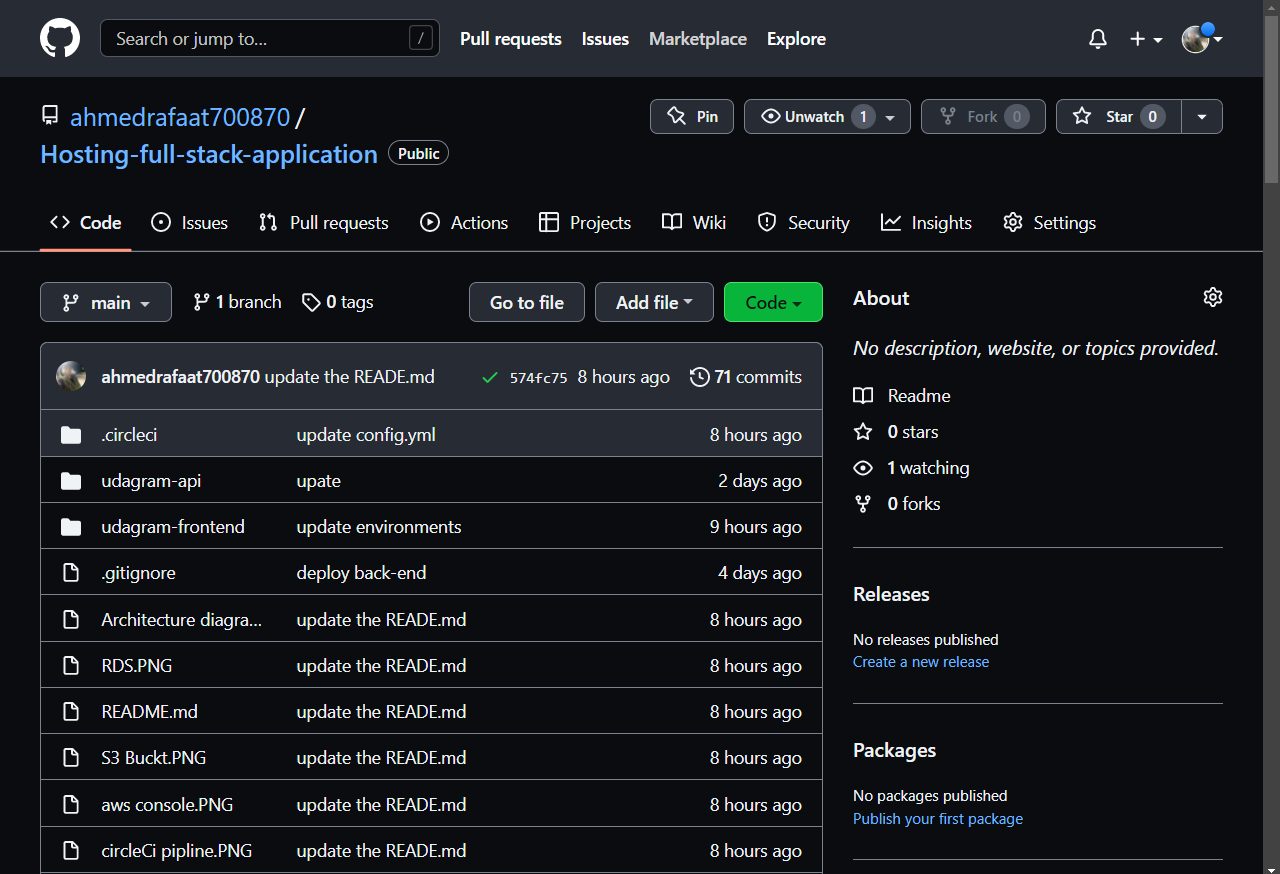 Search or jump to... / Pull requests Issues Marketplace Explore
ahmedrafaat700870 / Pin Unwatch 1 Fork 0 Star 0
Hosting-full-stack-application Public
Code Issues Pull requests Actions Projects Wiki Security Insights Settings
main 1 branch 0 tags Go to file Add file Code
ahmedrafaat700870 update the READE.md 574fc75 8 hours ago 71 commits
.circleci update config.yml 8 hours ago
udagram-api upate 2 days ago
udagram-frontend update environments 9 hours ago
.gitignore deploy back-end 4 days ago
Architecture diagra... update the READE.md 8 hours ago
RDS.PNG update the READE.md 8 hours ago
README.md update the READE.md 8 hours ago
S3 Buckt.PNG update the READE.md 8 hours ago
aws console.PNG update the READE.md 8 hours ago
circleCi pipline.PNG update the READE.md 8 hours ago
About
No description, website, or topics provided.
Readme
0 stars
1 watching
0 forks
Releases
No releases published
Create a new release
Packages
No packages published
Publish your first package